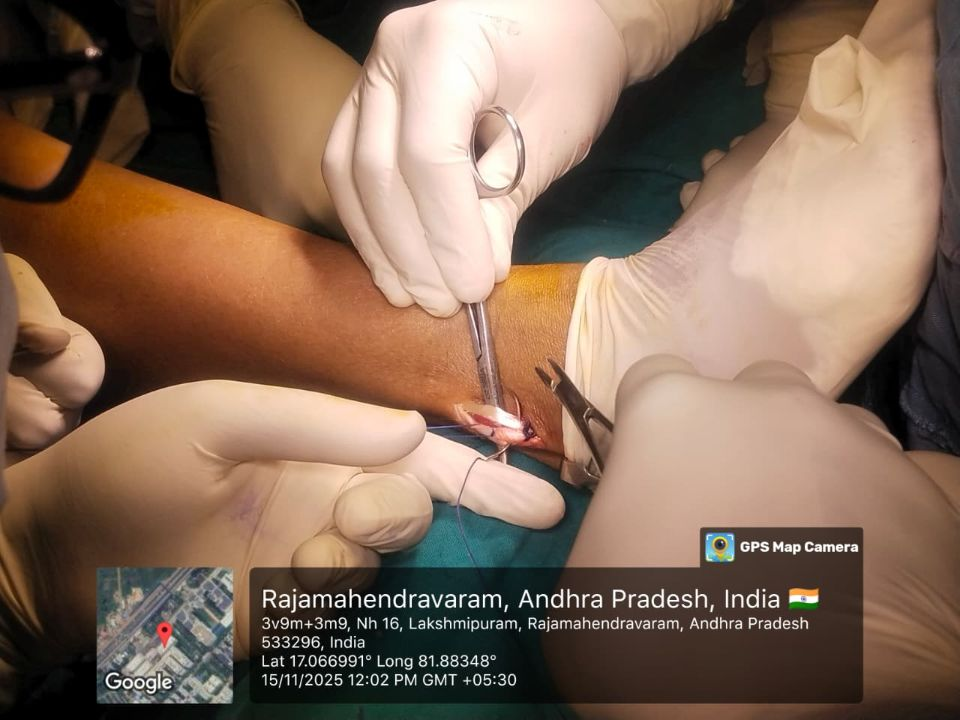 GPS Map Camera
Rajamahendravaram, Andhra Pradesh, India
3v9m+3m9, Nh 16, Lakshmipuram, Rajamahendravaram, Andhra Pradesh
533296, India
Lat 17.066991° Long 81.88348°
15/11/2025 12:02 PM GMT +05:30
Google